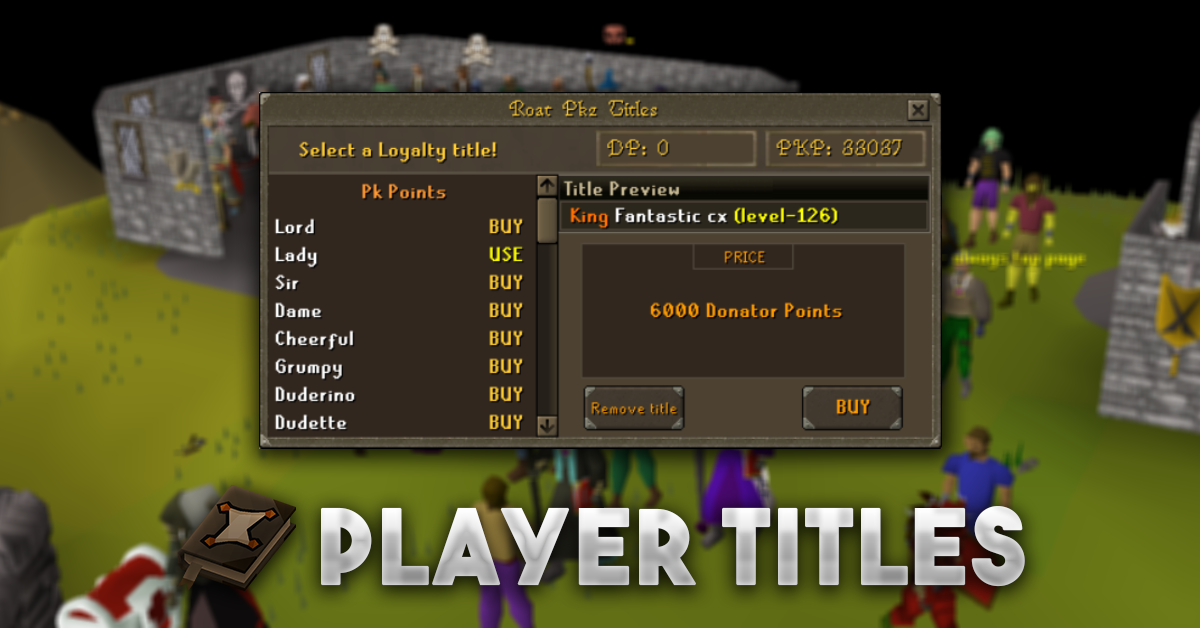 Roat Pkz Titles
Select a Loyalty title!
DP: 0
PKP: 33037
Pk Points
Lord BUY
Lady USE
Sir BUY
Dame BUY
Cheerful BUY
Grumpy BUY
Duderino BUY
Dudette BUY
Title Preview
King Fantastic cx (level-126)
PRICE
6000 Donator Points
Remove title
BUY
PLAYER TITLES